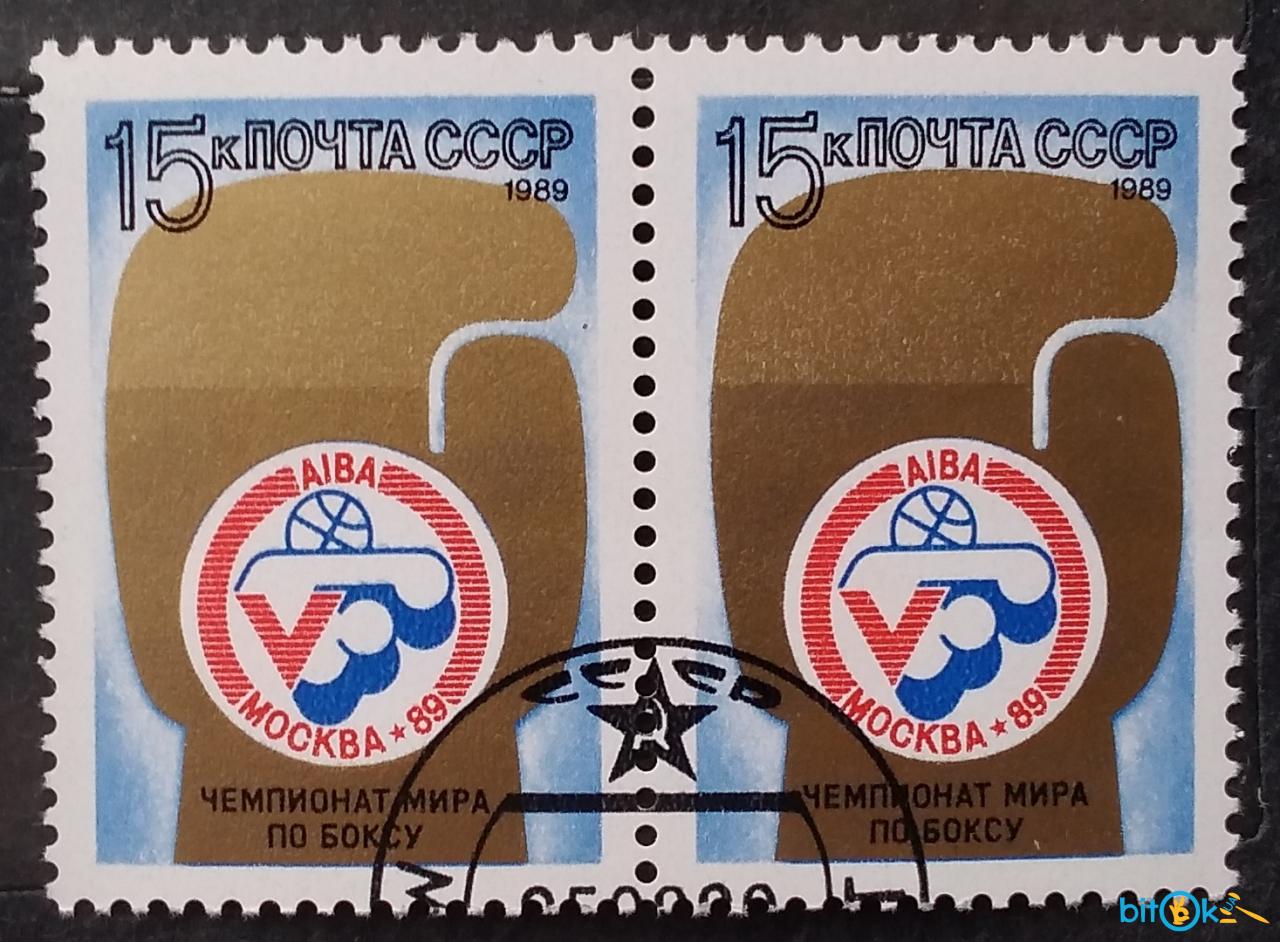 15к ПОЧТА СССР
1989
AIBA
МОСКВА ★ 89
ЧЕМПИОНАТ МИРА
ПО БОКСУ
15к ПОЧТА СССР
1989
AIBA
МОСКВА ★ 89
ЧЕМПИОНАТ МИРА
ПО БОКСУ
СССР
bitOk